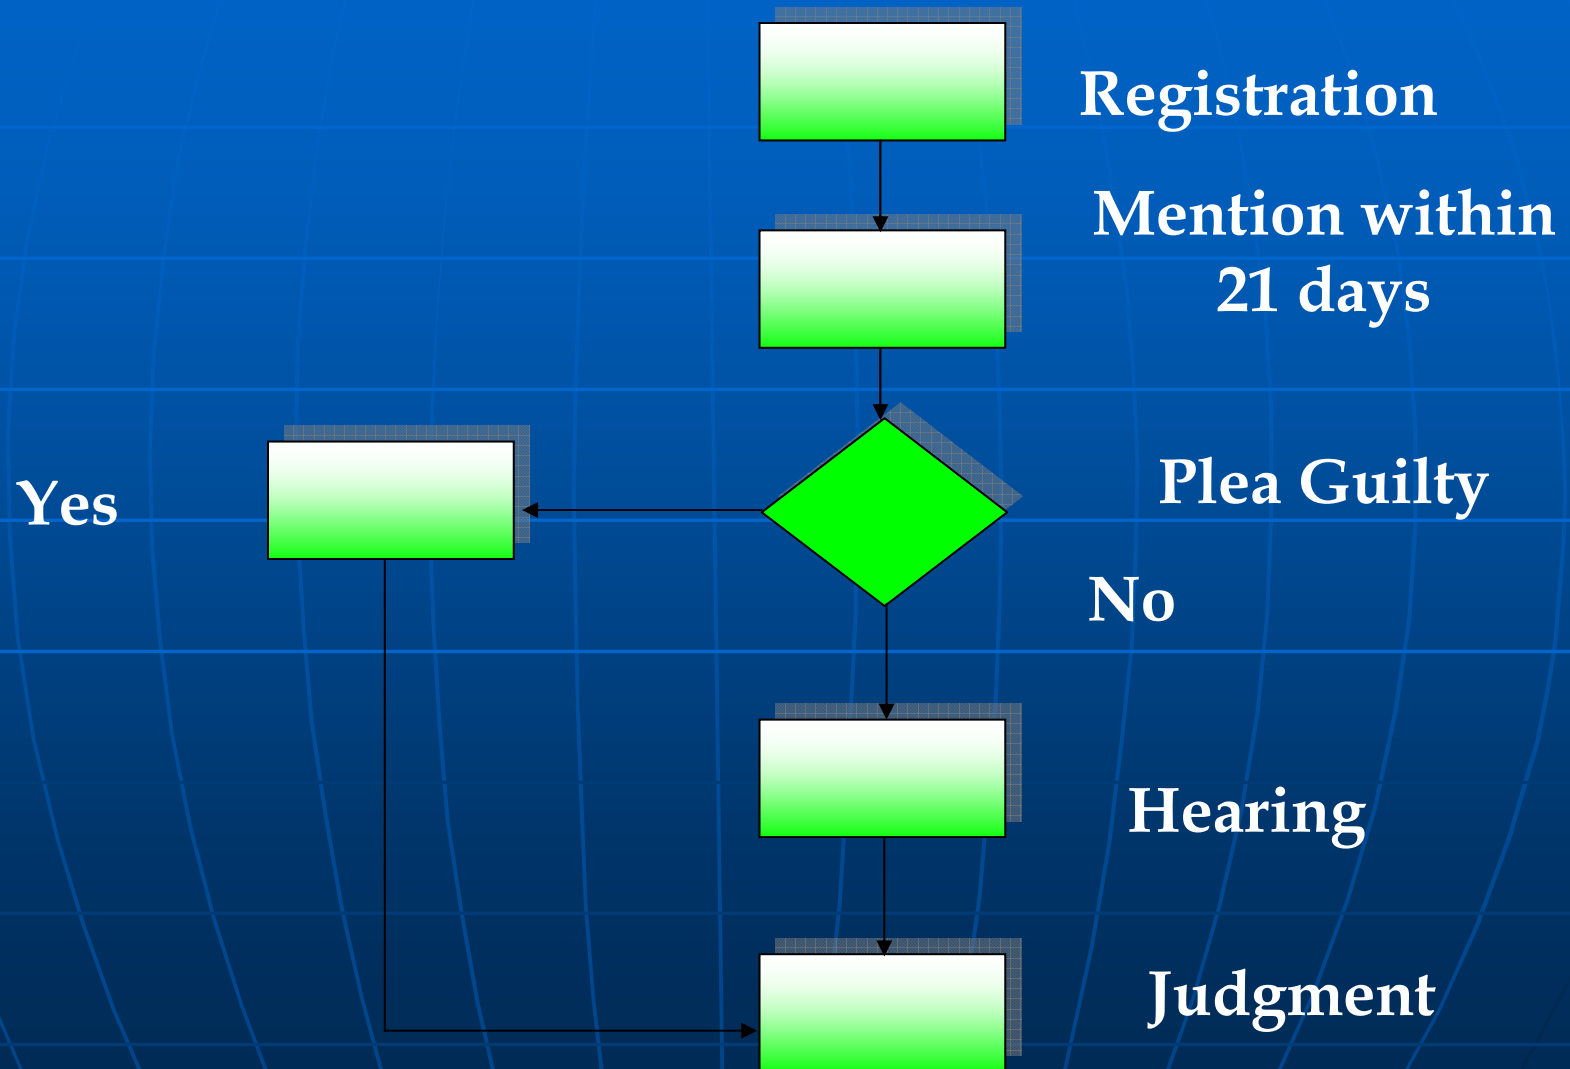 Registration
Mention within
21 days
Plea Guilty
Yes
No
Hearing
Judgment